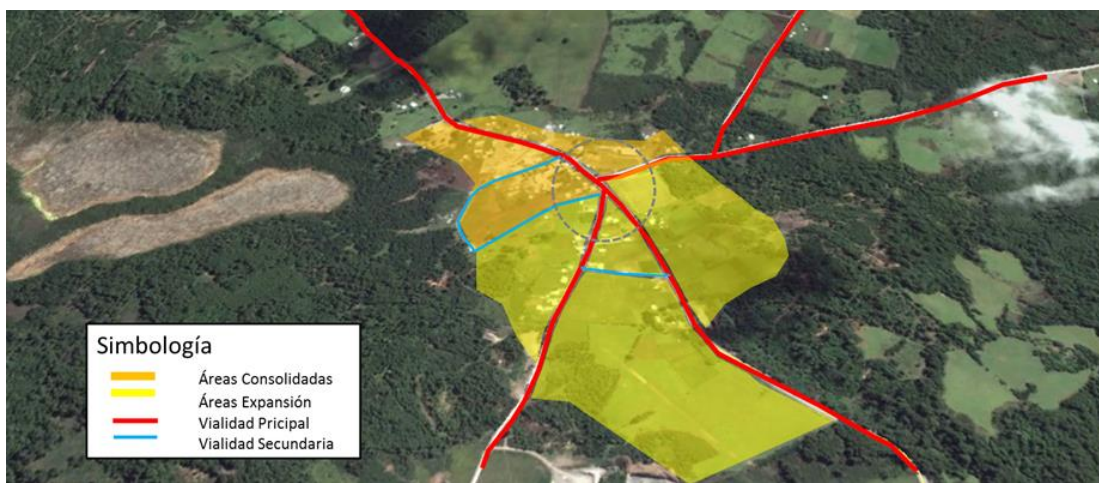 Simbología
Áreas Consolidadas
Áreas Expansión
Vialidad Pricipal
Vialidad Secundaria